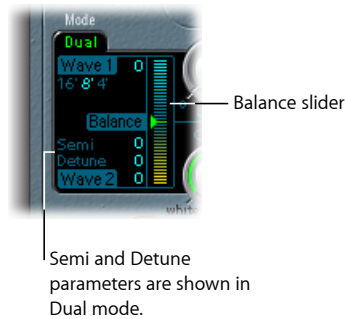 Mode
Dual
Wave 1 0
16' 8' 4'
Balance slider
Balance
Semi 0
Detune 0
Wave 2 0
white
Semi and Detune
parameters are shown in
Dual mode.